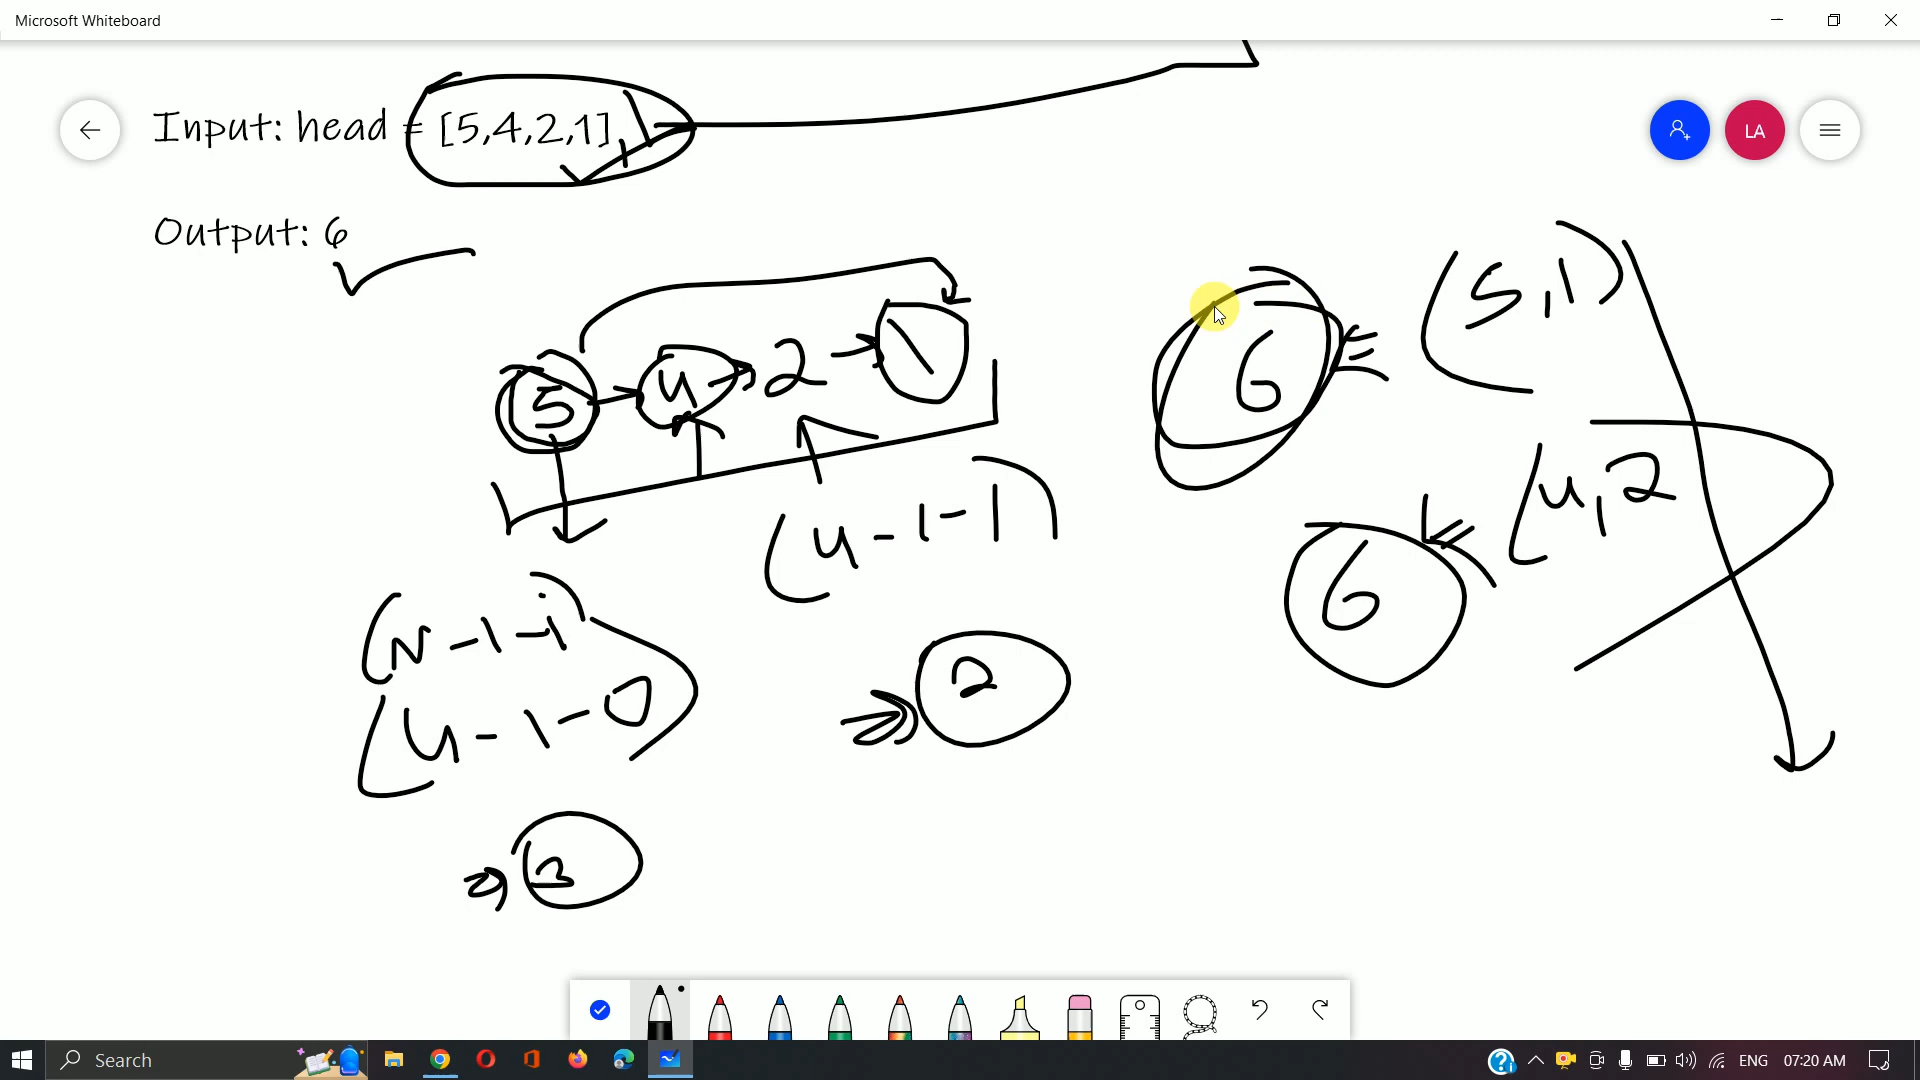 Microsoft Whiteboard
Input: head = [5,4,2,1],
LA
Output: 6
5 4 2 1
6
(5,1)
(4,2
6
(4-1-1)
(N-1-i)
(4-1-0)
2
3
Search
ENG
07:20 AM